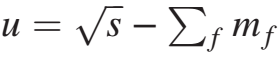 u = √s − ∑_f m_f